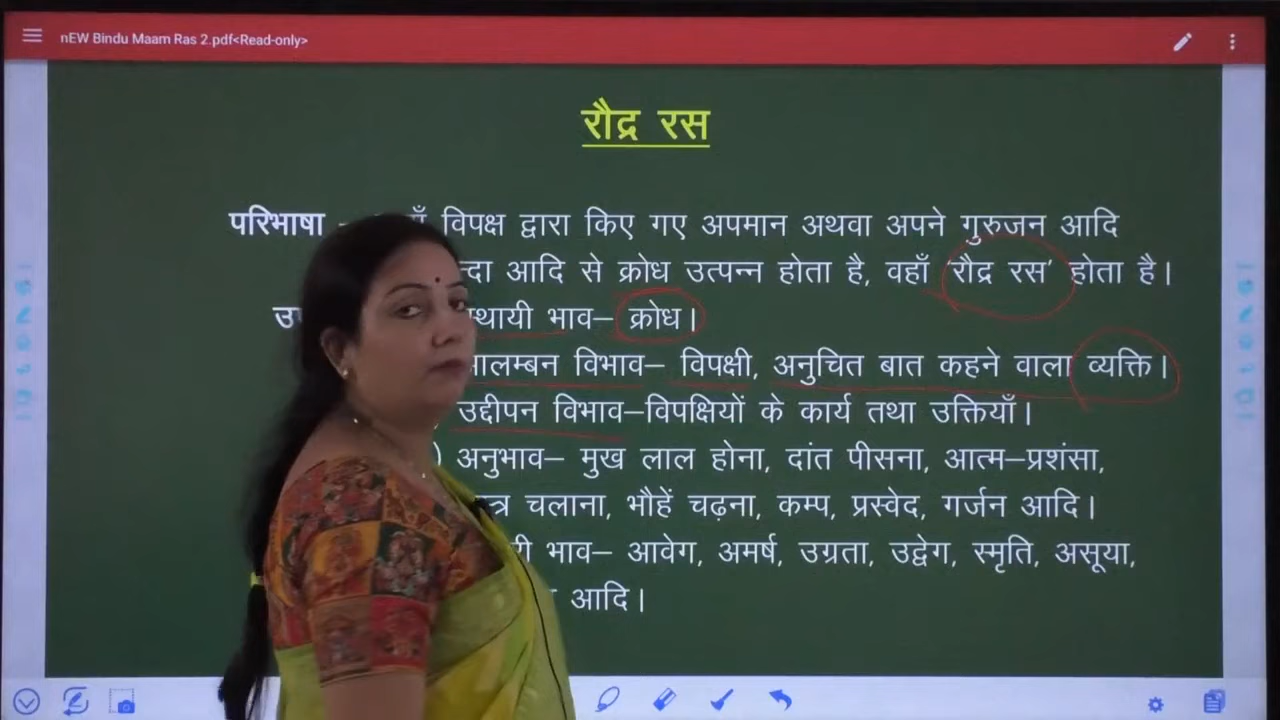 nEW Bindu Maam Ras 2.pdf<Read-only>
रौद्र रस
परिभाषा – विपक्ष द्वारा किए गए अपमान अथवा अपने गुरुजन आदि
आदि से क्रोध उत्पन्न होता है, वहाँ 'रौद्र रस' होता है।
भाव– क्रोध।
विभाव– विपक्षी, अनुचित बात कहने वाला व्यक्ति।
उद्दीपन विभाव–विपक्षियों के कार्य तथा उक्तियाँ।
) अनुभाव– मुख लाल होना, दांत पीसना, आत्म–प्रशंसा,
चलाना, भौहें चढ़ना, कम्प, प्रस्वेद, गर्जन आदि।
भाव– आवेग, अमर्ष, उग्रता, उद्वेग, स्मृति, असूया,
आदि।